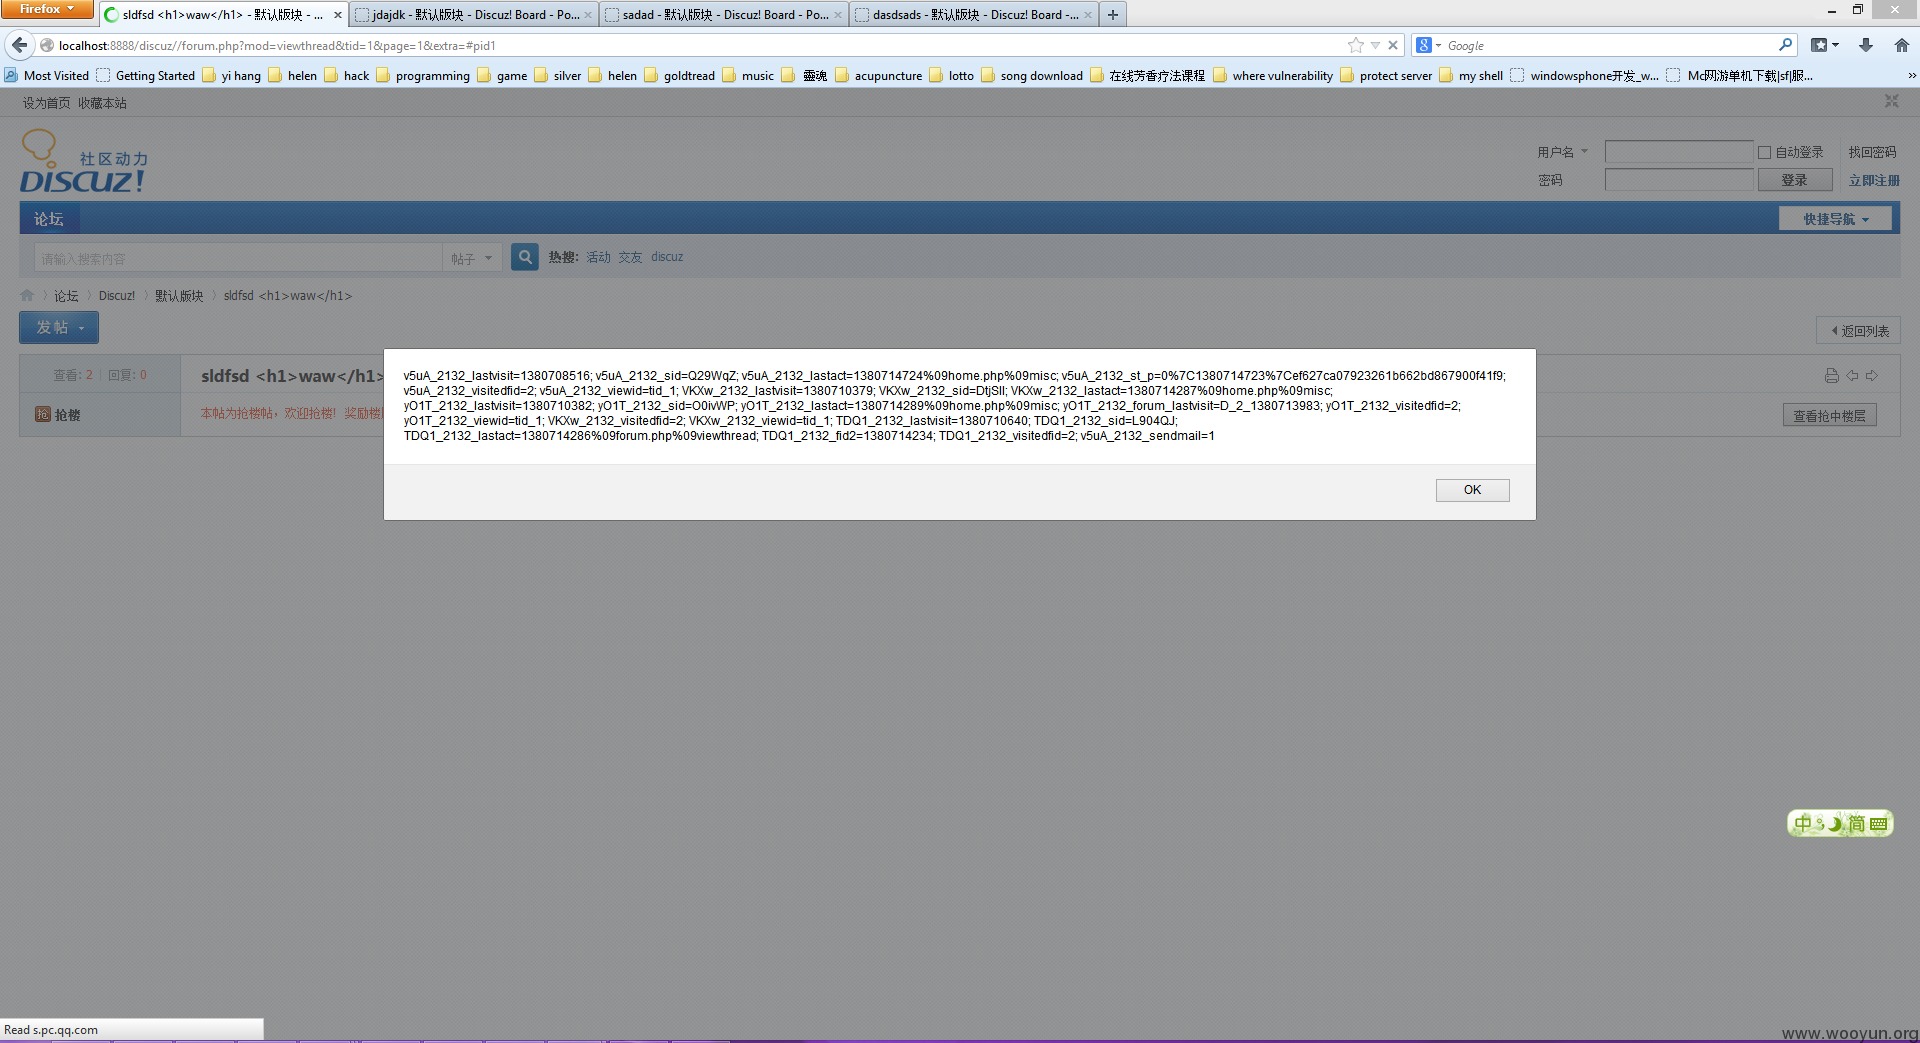 Firefox
sldfsd <h1>waw</h1> - 默认版块 - ...
jdajdk - 默认版块 - Discuz! Board - Po...
sadad - 默认版块 - Discuz! Board - Po...
dasdsads - 默认版块 - Discuz! Board -...
localhost:8888/discuz//forum.php?mod=viewthread&tid=1&page=1&extra=#pid1
Google
Most Visited Getting Started yi hang helen hack programming game silver helen goldtread music 靈魂 acupuncture lotto song download 在线芳香疗法课程 where vulnerability protect server my shell windowsphone开发_w... Mc网游单机下载|sf|服...
设为首页 收藏本站
社区动力
DISCUZ!
用户名 自动登录 找回密码
密码 登录 立即注册
论坛 快捷导航
请输入搜索内容 帖子 热搜: 活动 交友 discuz
论坛 Discuz! 默认版块 sldfsd <h1>waw</h1>
发帖 返回列表
查看: 2 回复: 0 sldfsd <h1>waw</h1>
抢 抢楼 本帖为抢楼帖，欢迎抢楼! 奖励楼 查看抢中楼层
v5uA_2132_lastvisit=1380708516; v5uA_2132_sid=Q29WqZ; v5uA_2132_lastact=1380714724%09home.php%09misc; v5uA_2132_st_p=0%7C1380714723%7Cef627ca07923261b662bd867900f41f9;
v5uA_2132_visitedfid=2; v5uA_2132_viewid=tid_1; VKXw_2132_lastvisit=1380710379; VKXw_2132_sid=DtjSlI; VKXw_2132_lastact=1380714287%09home.php%09misc;
yO1T_2132_lastvisit=1380710382; yO1T_2132_sid=O0ivWP; yO1T_2132_lastact=1380714289%09home.php%09misc; yO1T_2132_forum_lastvisit=D_2_1380713983; yO1T_2132_visitedfid=2;
yO1T_2132_viewid=tid_1; VKXw_2132_visitedfid=2; VKXw_2132_viewid=tid_1; TDQ1_2132_lastvisit=1380710640; TDQ1_2132_sid=L904QJ;
TDQ1_2132_lastact=1380714286%09forum.php%09viewthread; TDQ1_2132_fid2=1380714234; TDQ1_2132_visitedfid=2; v5uA_2132_sendmail=1
OK
中 简
Read s.pc.qq.com
www.wooyun.org